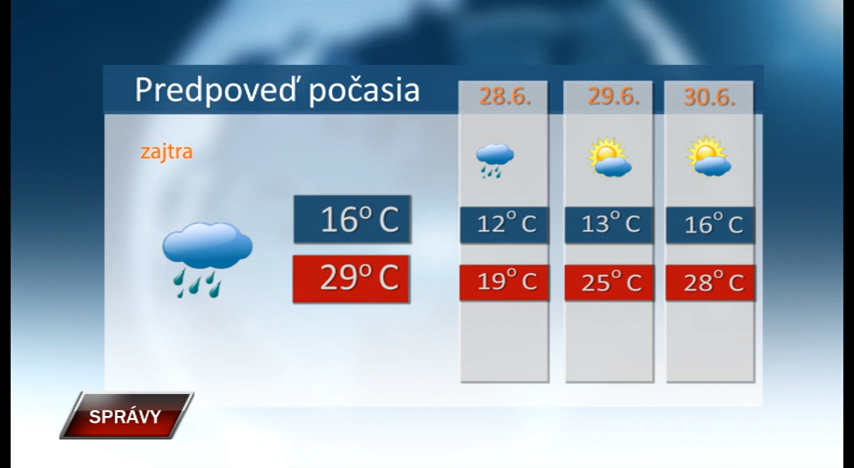 Predpoveď počasia
zajtra
16° C
29° C
28.6. 29.6. 30.6.
12° C 13° C 16° C
19° C 25° C 28° C
SPRÁVY